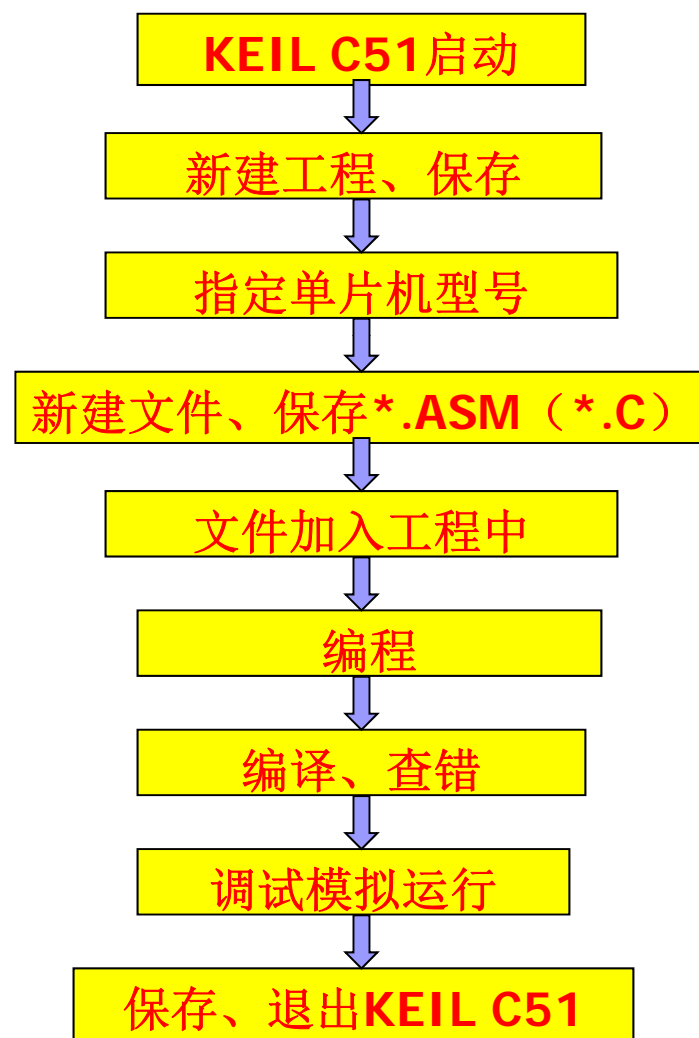 KEIL C51启动
新建工程、保存
指定单片机型号
新建文件、保存*.ASM（*.C）
文件加入工程中
编程
编译、查错
调试模拟运行
保存、退出KEIL C51